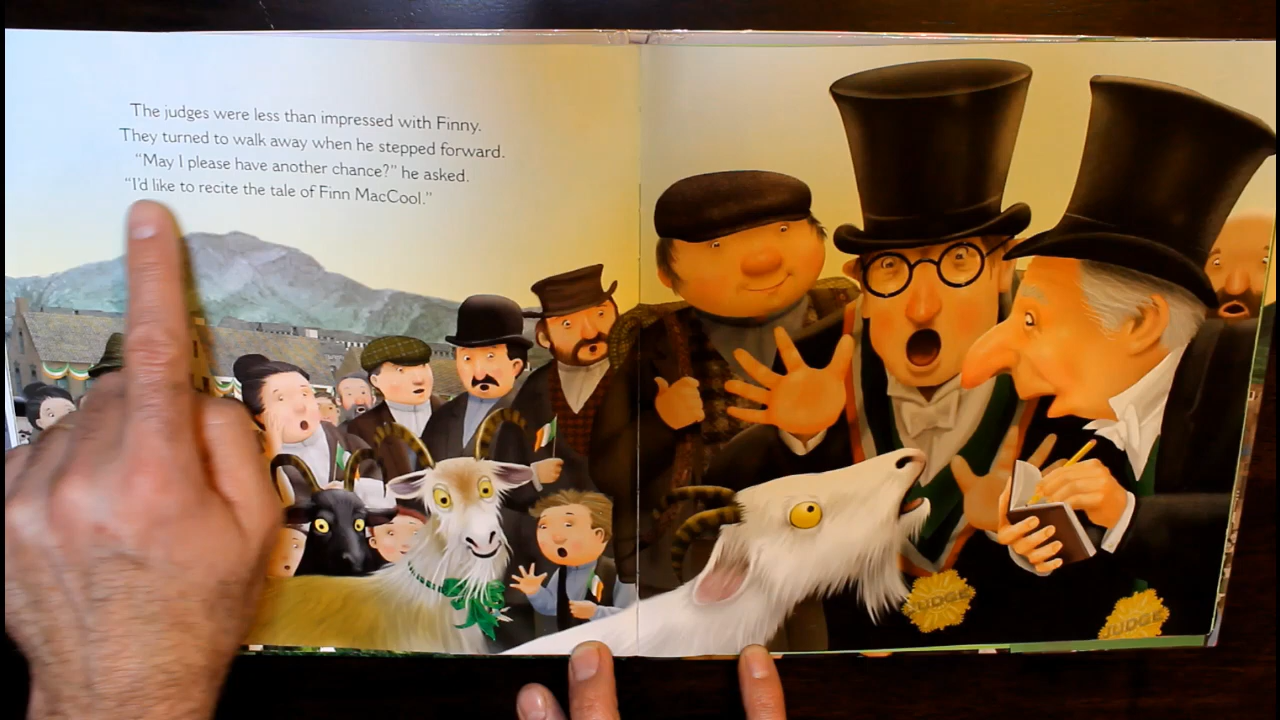 The judges were less than impressed with Finny.
They turned to walk away when he stepped forward.
“May I please have another chance?” he asked.
“I’d like to recite the tale of Finn MacCool.”
JUDGE
JUDGE